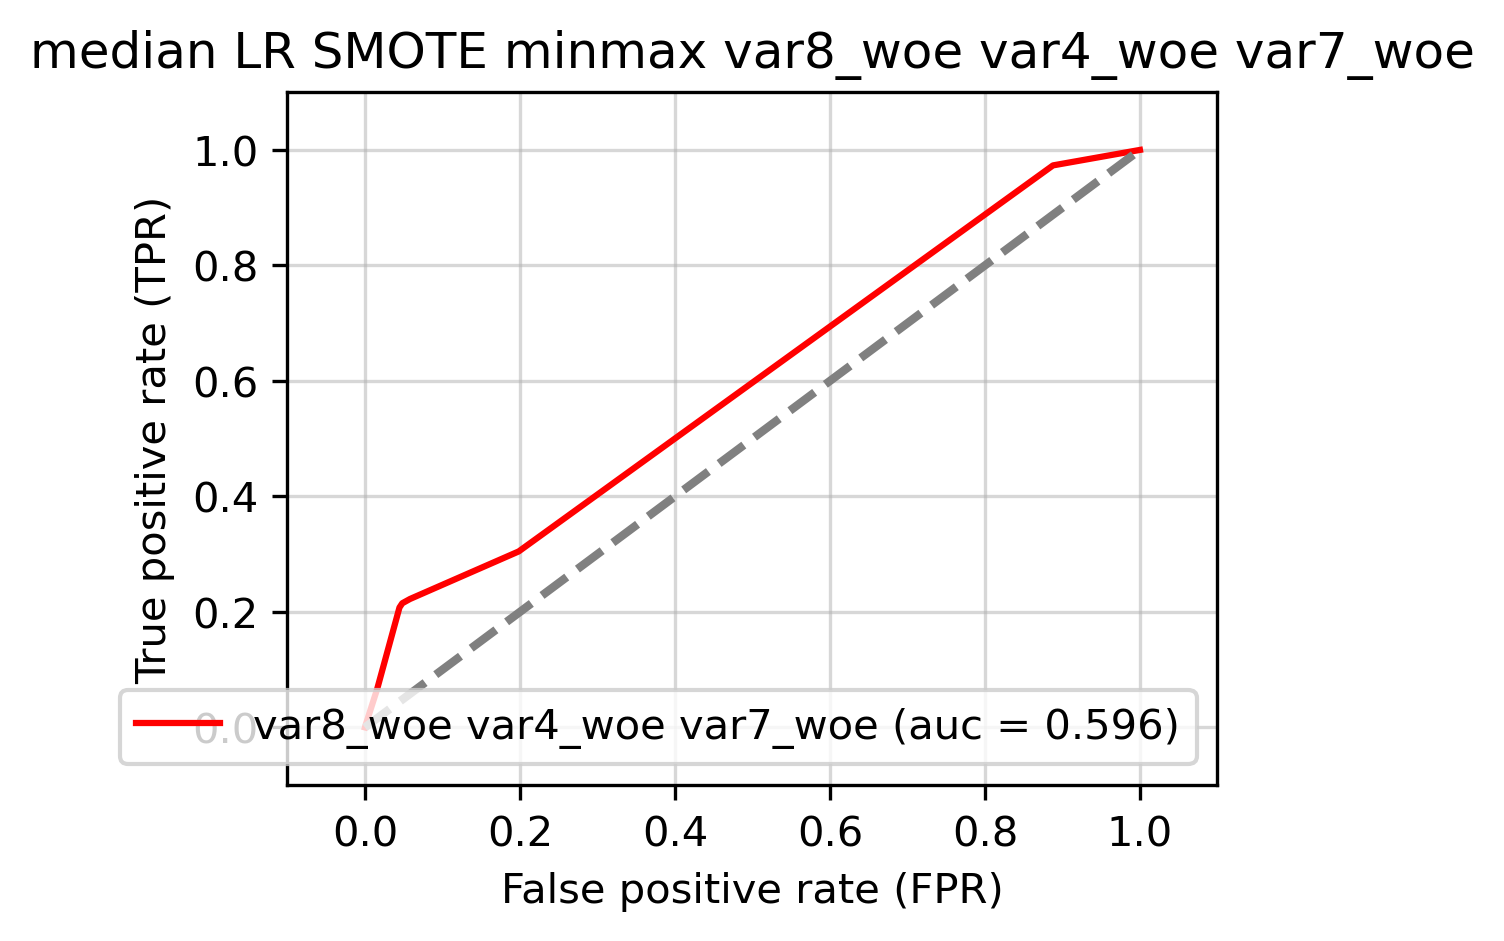 median LR SMOTE minmax var8_woe var4_woe var7_woe
1.0
0.8
0.6
0.4
0.2
0.0
True positive rate (TPR)
var8_woe var4_woe var7_woe (auc = 0.596)
0.0 0.2 0.4 0.6 0.8 1.0
False positive rate (FPR)